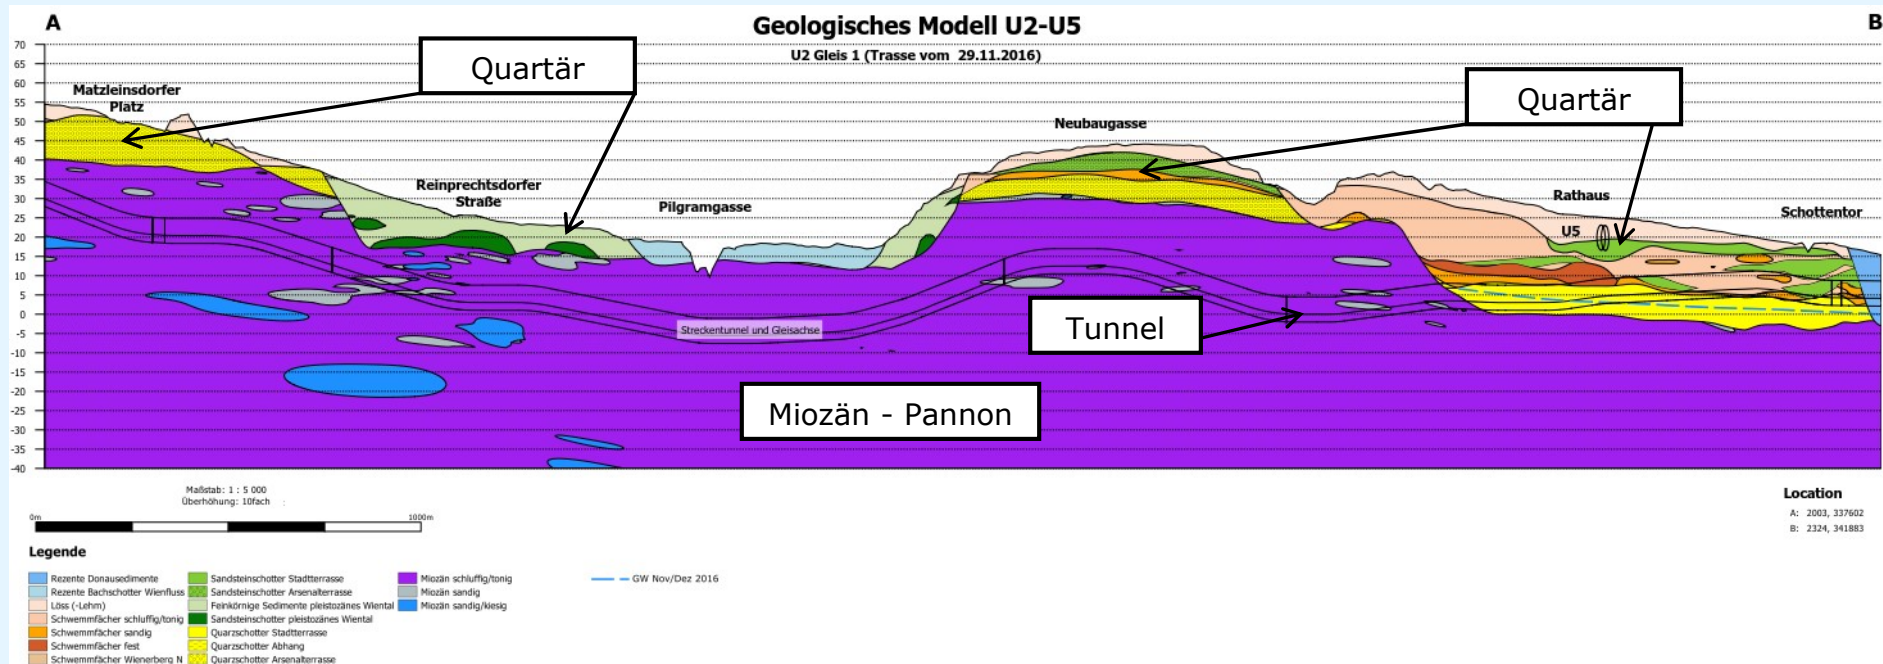 A
Geologisches Modell U2-U5
B
U2 Gleis 1 (Trasse vom 29.11.2016)
70
65
60
55
50
45
40
35
30
25
20
15
10
5
0
-5
-10
-15
-20
-25
-30
-35
-40
Quartär
Quartär
Matzleinsdorfer
Platz
Neubaugasse
Reinprechtsdorfer
Straße
Pilgramgasse
Rathaus
Schottentor
U5
Streckentunnel und Gleisachse
Tunnel
Miozän - Pannon
Maßstab: 1 : 5 000
Überhöhung: 10fach
0m
1000m
Location
A: 2003, 337602
B: 2324, 341883
Legende
Rezente Donausedimente
Rezente Bachschotter Wienfluss
Löss (-Lehm)
Schwemmfächer schluffig/tonig
Schwemmfächer sandig
Schwemmfächer fest
Schwemmfächer Wienerberg N
Sandsteinschotter Stadtterrasse
Sandsteinschotter Arsenalterrasse
Feinkörnige Sedimente pleistozänes Wiental
Sandsteinschotter pleistozänes Wiental
Quarzschotter Stadtterrasse
Quarzschotter Abhang
Quarzschotter Arsenalterrasse
Miozän schluffig/tonig
Miozän sandig
Miozän sandig/kiesig
GW Nov/Dez 2016